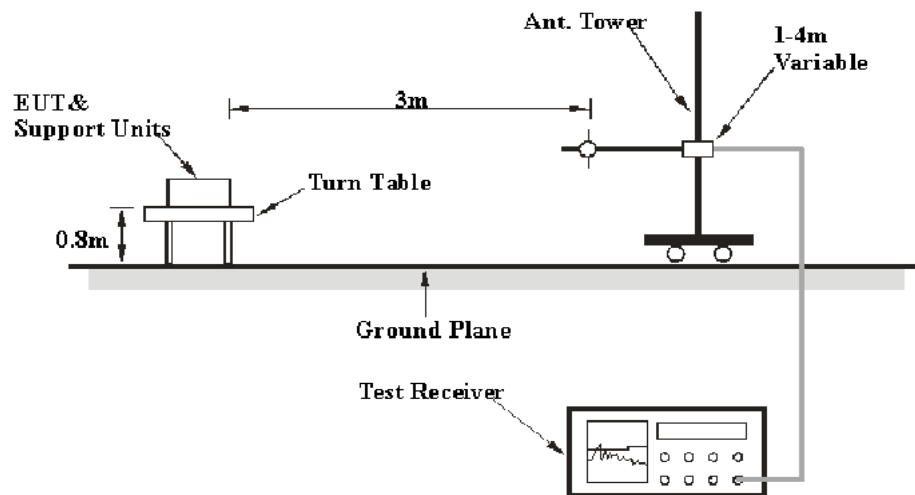 Ant. Tower
1-4m
Variable
3m
EUT&
Support Units
Turn Table
0.8m
Ground Plane
Test Receiver